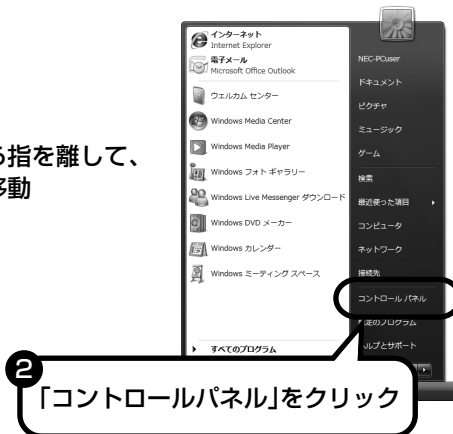 る指を離して、
移動
インターネット
Internet Explorer
電子メール
Microsoft Office Outlook
ウェルカム センター
Windows Media Center
Windows Media Player
Windows フォト ギャラリー
Windows Live Messenger ダウンロード
Windows DVD メーカー
Windows カレンダー
Windows ミーティング スペース
すべてのプログラム
NEC-PCuser
ドキュメント
ピクチャ
ミュージック
ゲーム
検索
最近使った項目
コンピュータ
ネットワーク
接続先
コントロール パネル
定のプログラム
ルプとサポート
2
「コントロールパネル」をクリック